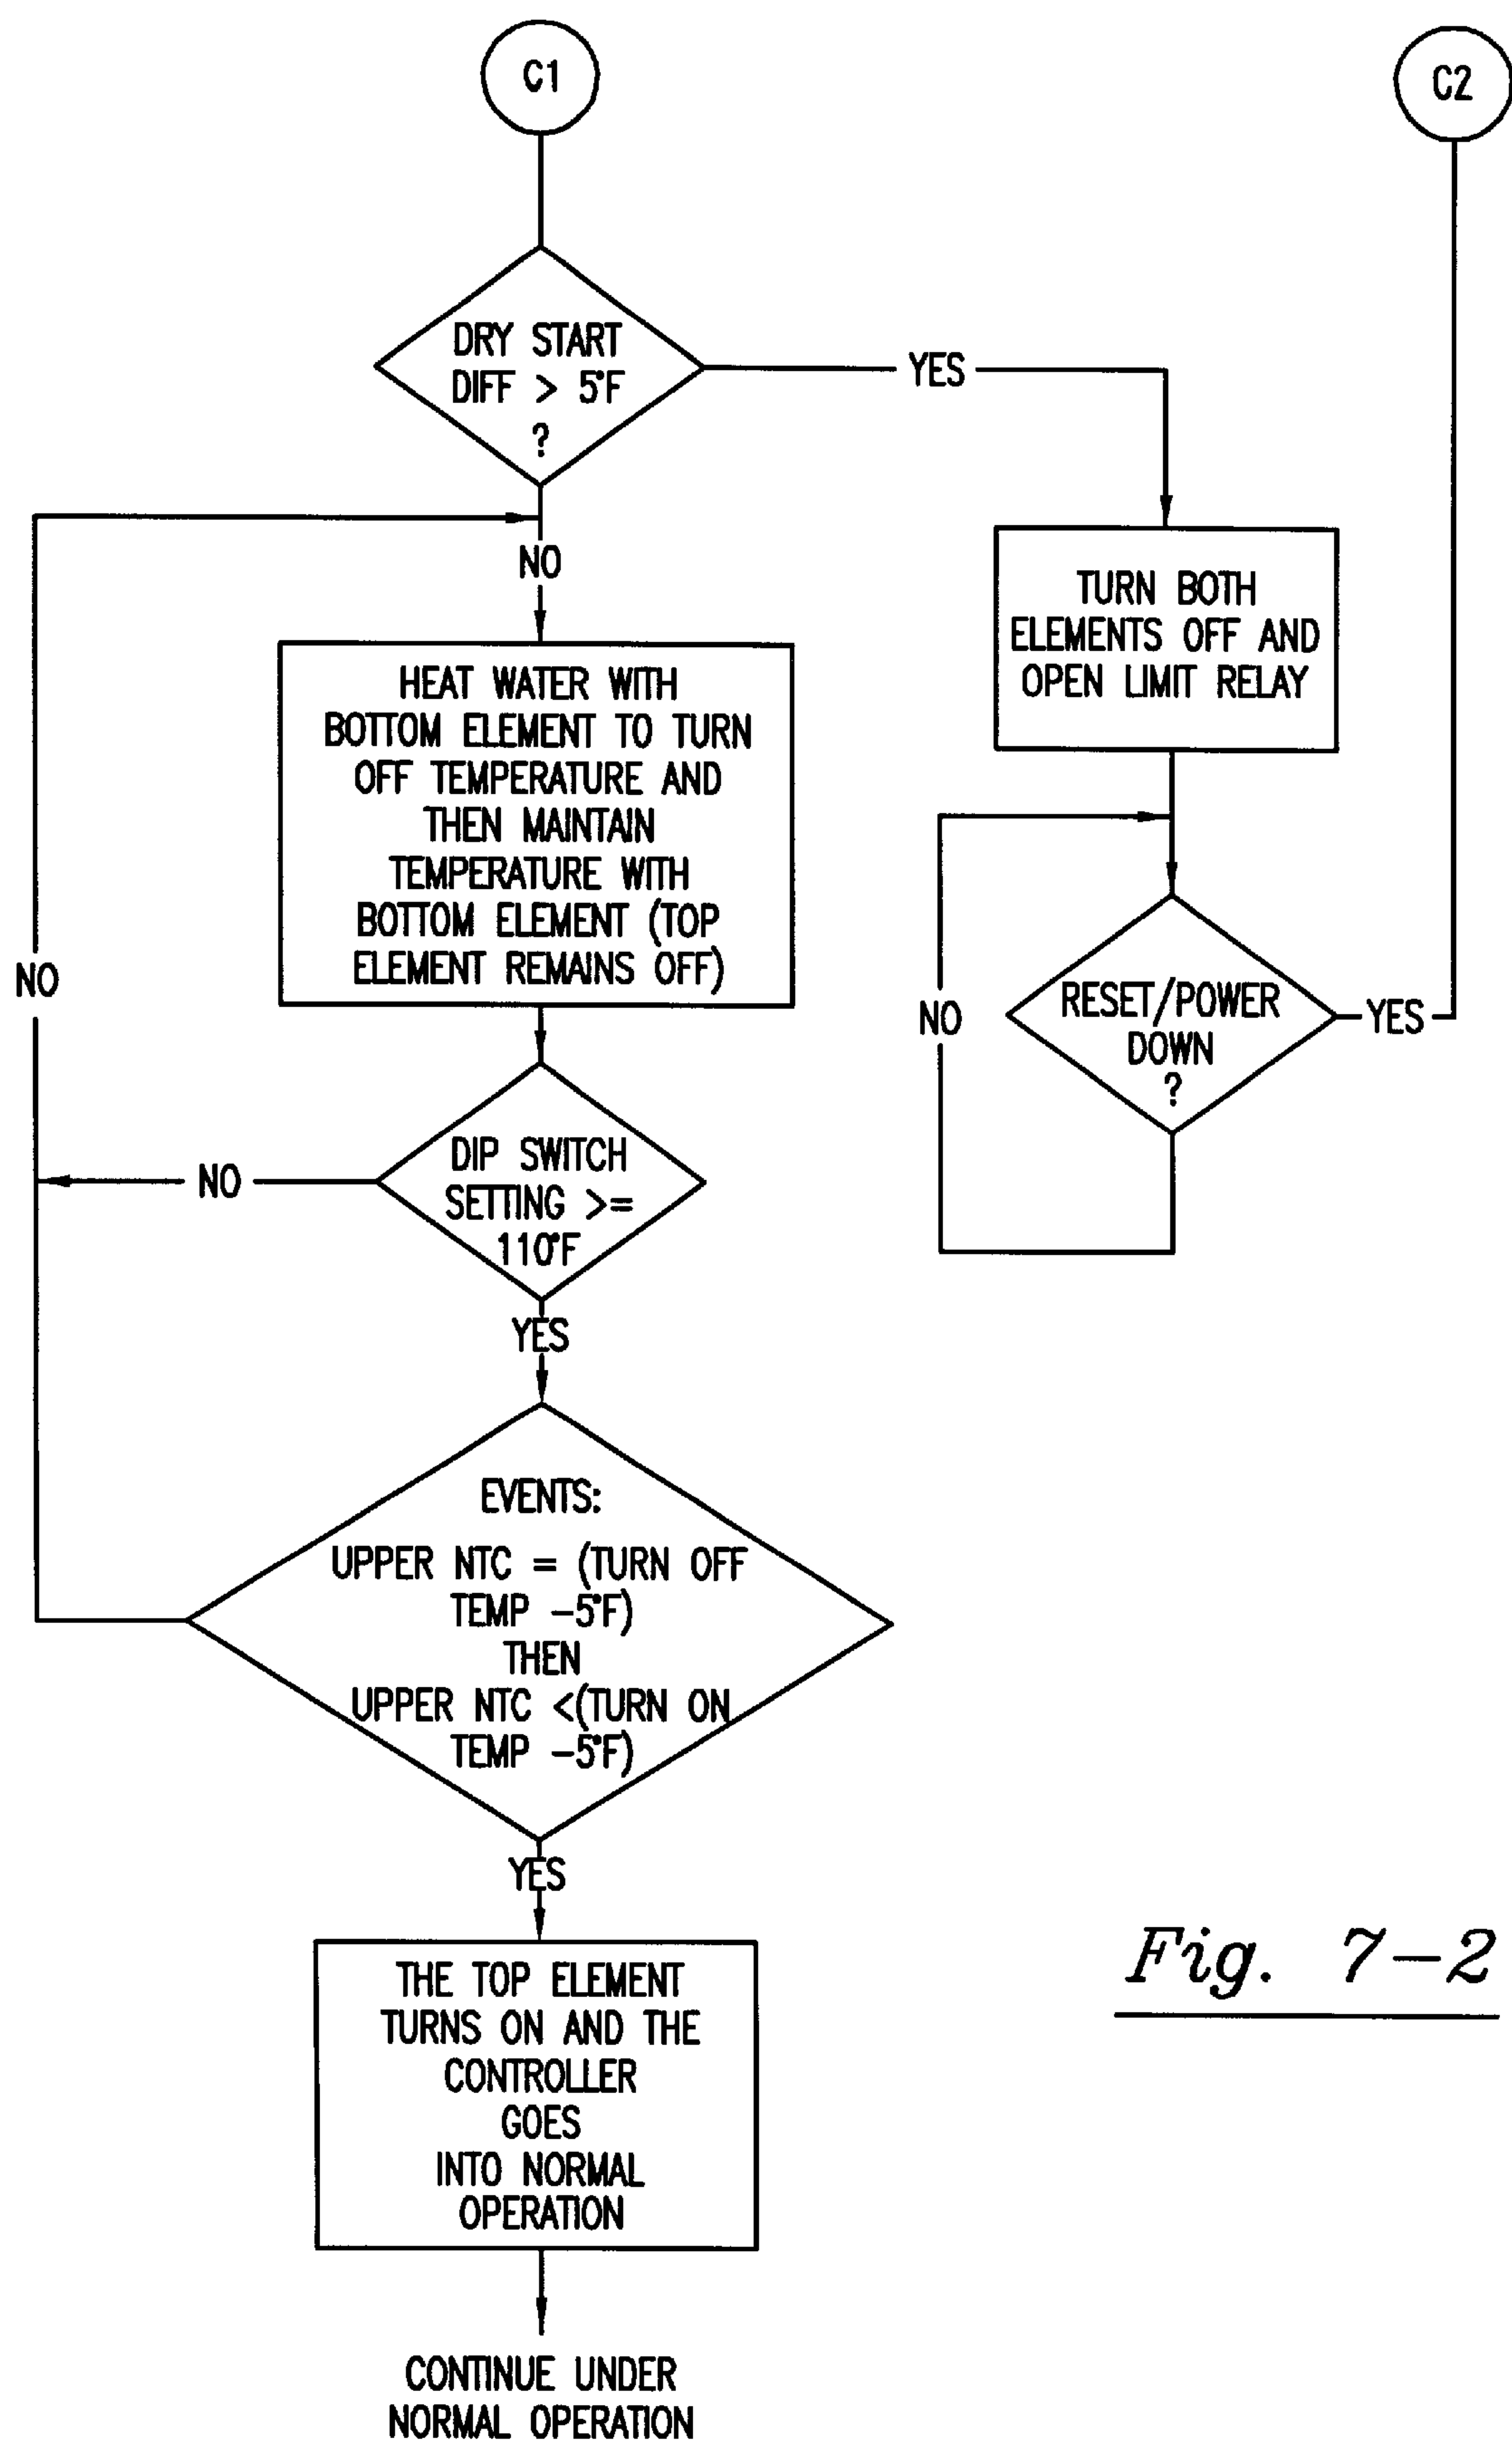 C1
C2
DRY START
DIFF > 5°F
?
YES
NO
TURN BOTH
ELEMENTS OFF AND
OPEN LIMIT RELAY
HEAT WATER WITH
BOTTOM ELEMENT TO TURN
OFF TEMPERATURE AND
THEN MAINTAIN
TEMPERATURE WITH
BOTTOM ELEMENT (TOP
ELEMENT REMAINS OFF)
NO
NO
RESET/POWER
DOWN
?
YES
DIP SWITCH
SETTING >=
110°F
NO
YES
EVENTS:
UPPER NTC = (TURN OFF
TEMP -5°F)
THEN
UPPER NTC <(TURN ON
TEMP -5°F)
YES
THE TOP ELEMENT
TURNS ON AND THE
CONTROLLER
GOES
INTO NORMAL
OPERATION
CONTINUE UNDER
NORMAL OPERATION
Fig. 7-2